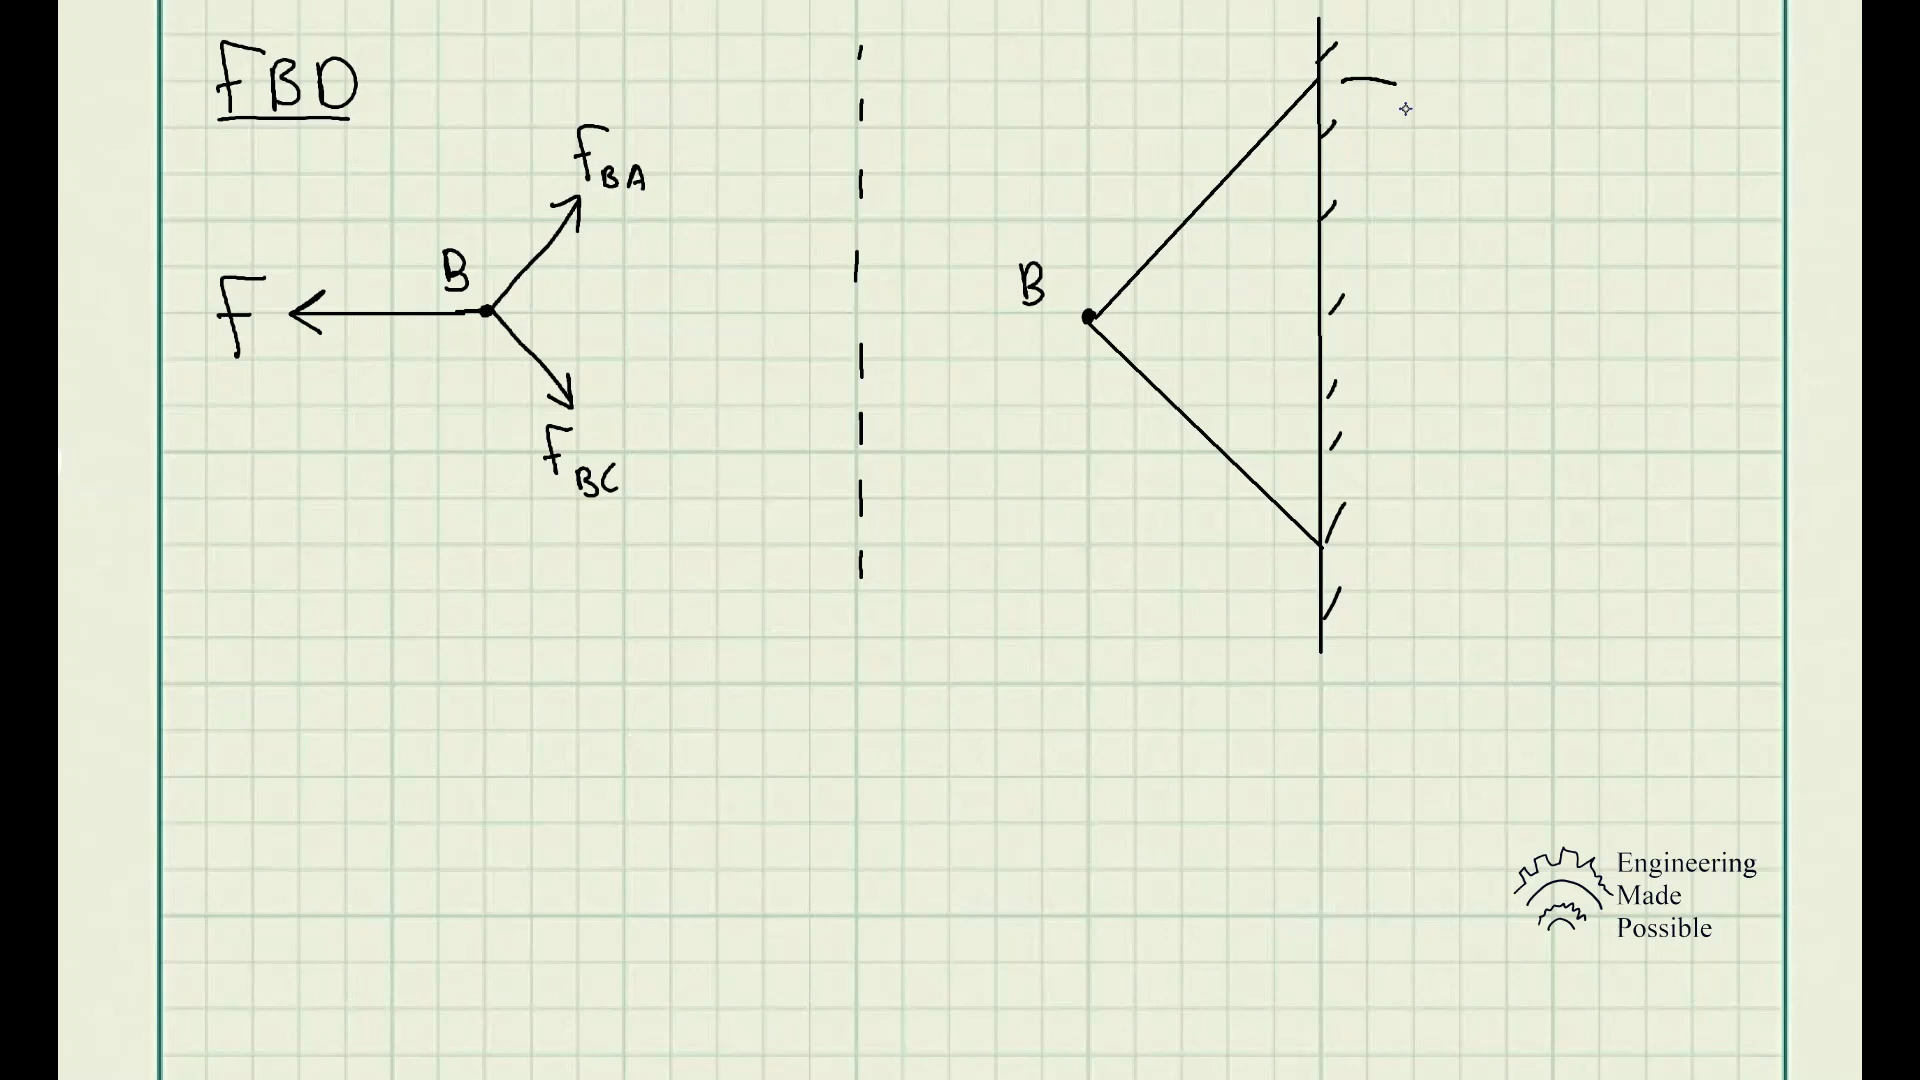 FBD
F_BA
B
F
F_BC
B
Engineering
Made
Possible